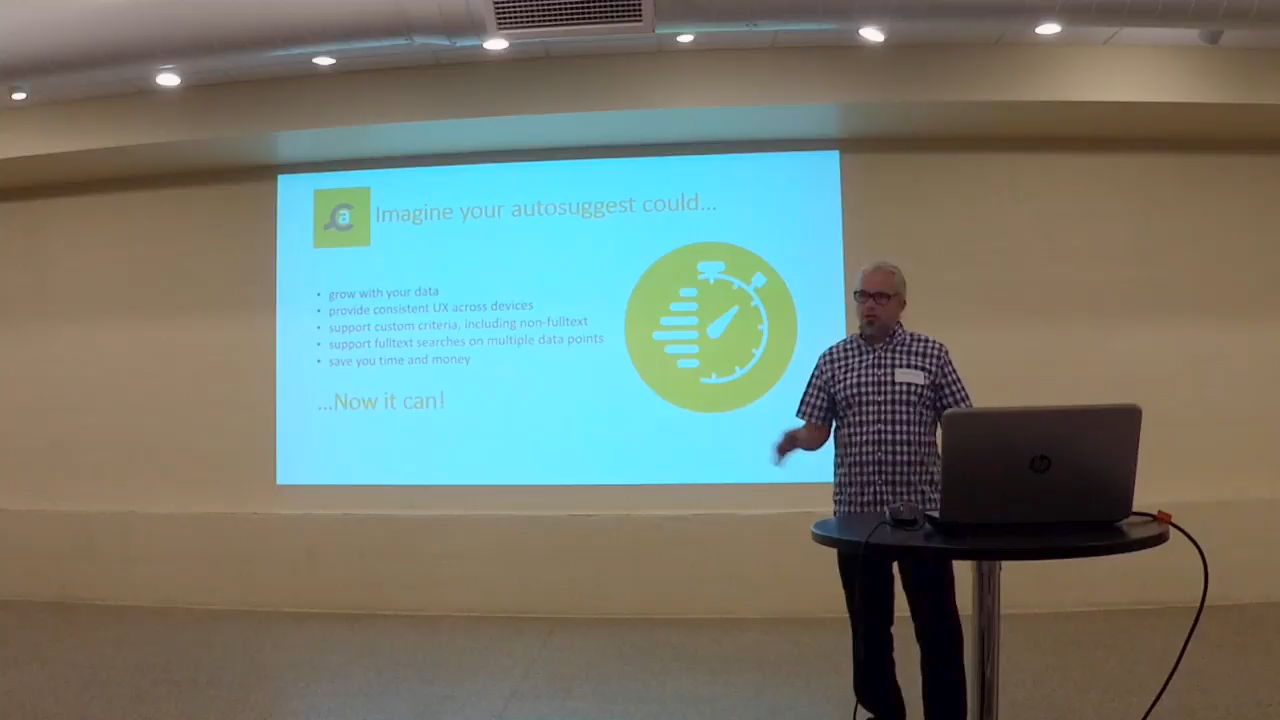 a
Imagine your autosuggest could...
• grow with your data
• provide consistent UX across devices
• support custom criteria, including non-fulltext
• support fulltext searches on multiple data points
• save you time and money
...Now it can!
hp